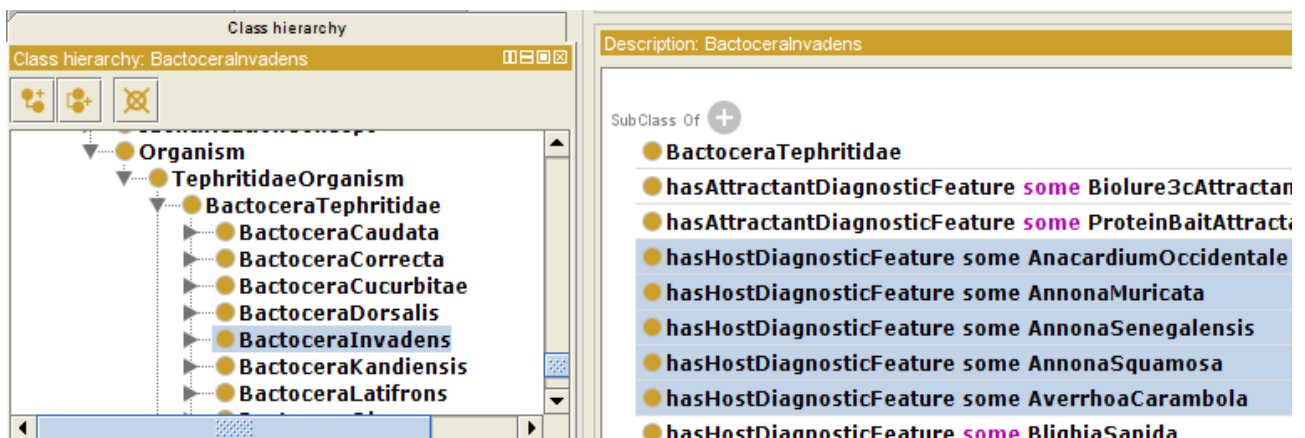 Class hierarchy
Class hierarchy: BactoceraInvadens
Organism
TephritidaeOrganism
BactoceraTephritidae
BactoceraCaudata
BactoceraCorrecta
BactoceraCucurbitae
BactoceraDorsalis
BactoceraInvadens
BactoceraKandiensis
BactoceraLatifrons
Description: BactoceraInvadens
SubClass Of
BactoceraTephritidae
hasAttractantDiagnosticFeature some Biolure3cAttractan
hasAttractantDiagnosticFeature some ProteinBaitAttracta
hasHostDiagnosticFeature some AnacardiumOccidentale
hasHostDiagnosticFeature some AnnonaMuricata
hasHostDiagnosticFeature some AnnonaSenegalensis
hasHostDiagnosticFeature some AnnonaSquamosa
hasHostDiagnosticFeature some AverrhoaCarambola
hasHostDiagnosticFeature some BlighiaSapida